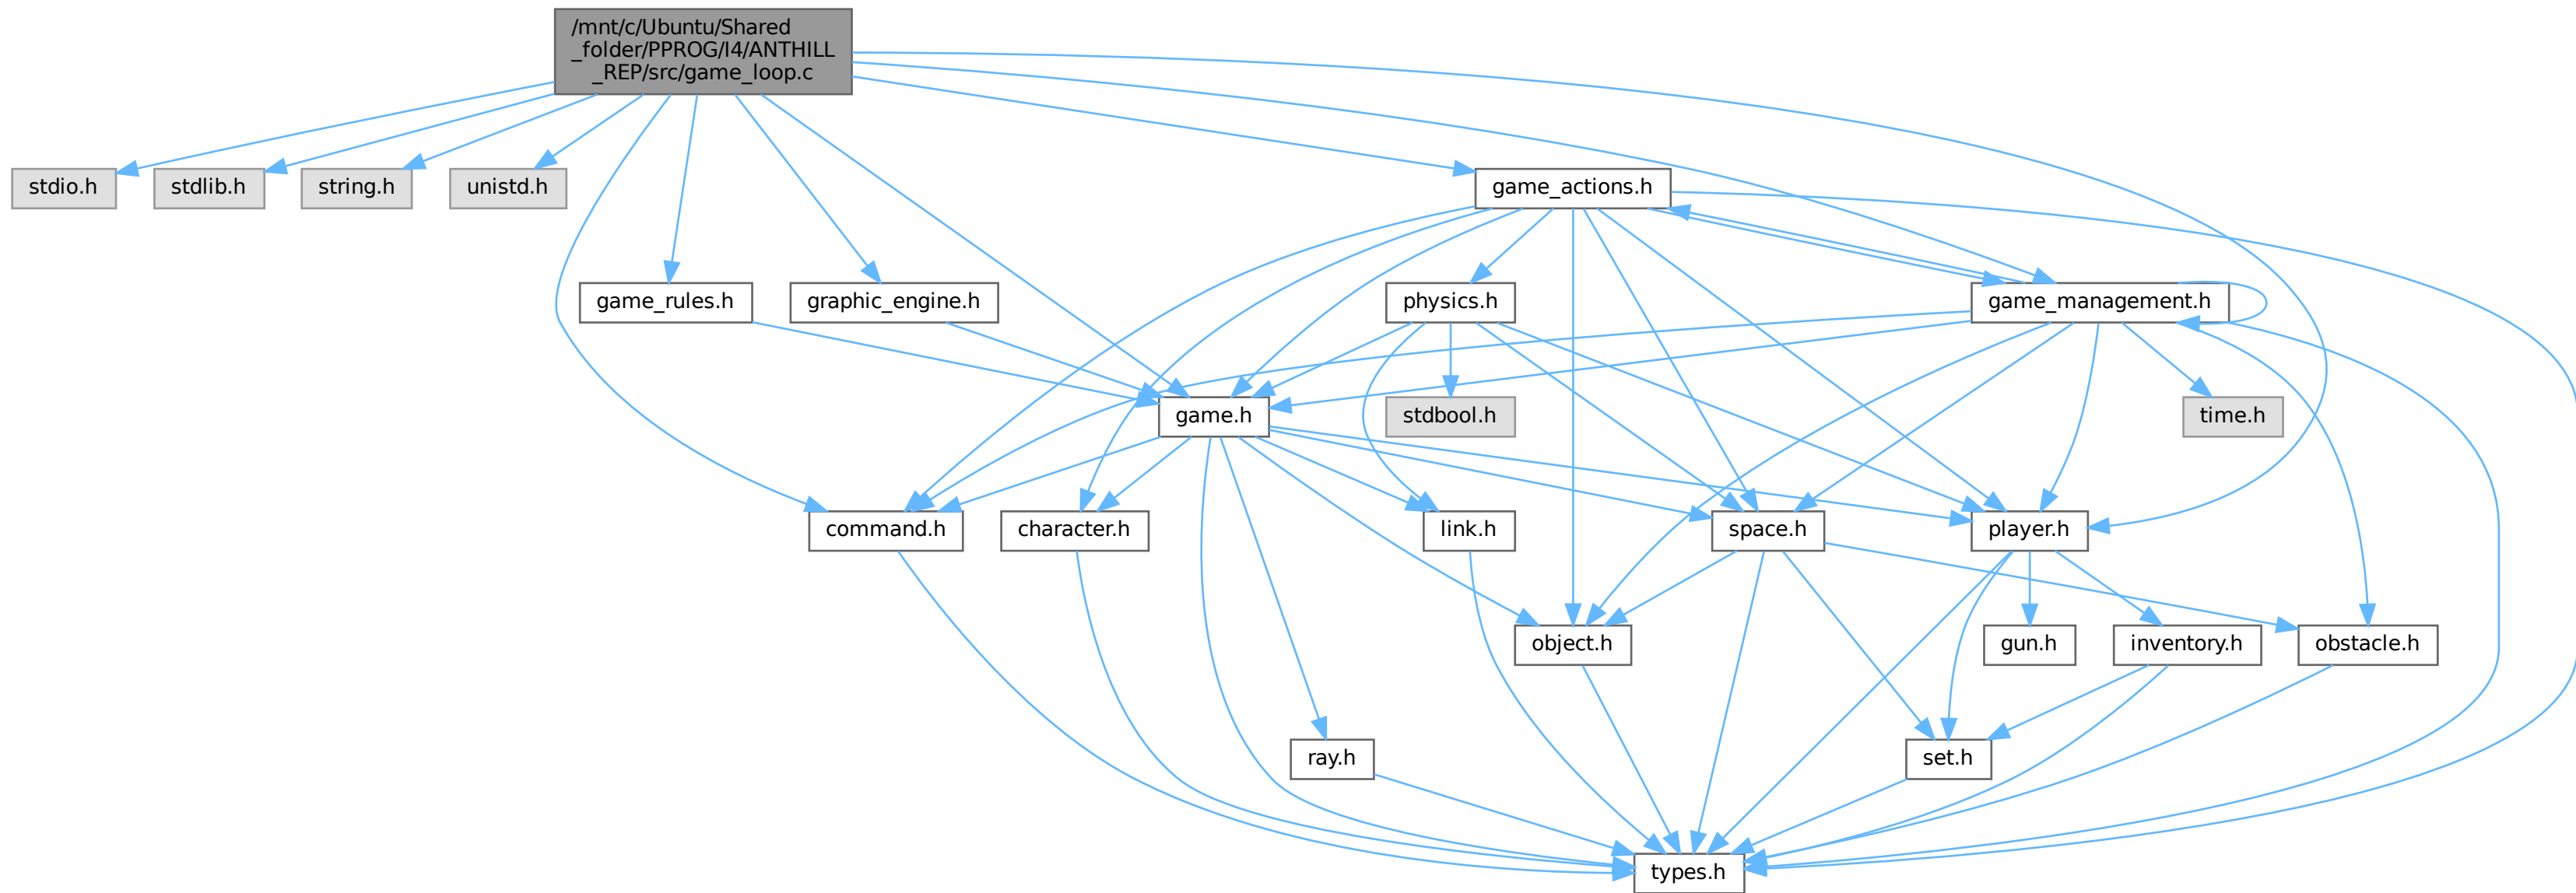 /mnt/c/Ubuntu/Shared
_folder/PPROG/I4/ANTHILL
_REP/src/game_loop.c
stdio.h
stdlib.h
string.h
unistd.h
game_actions.h
game_rules.h
graphic_engine.h
physics.h
game_management.h
game.h
stdbool.h
time.h
command.h
character.h
link.h
space.h
player.h
object.h
gun.h
inventory.h
obstacle.h
ray.h
set.h
types.h